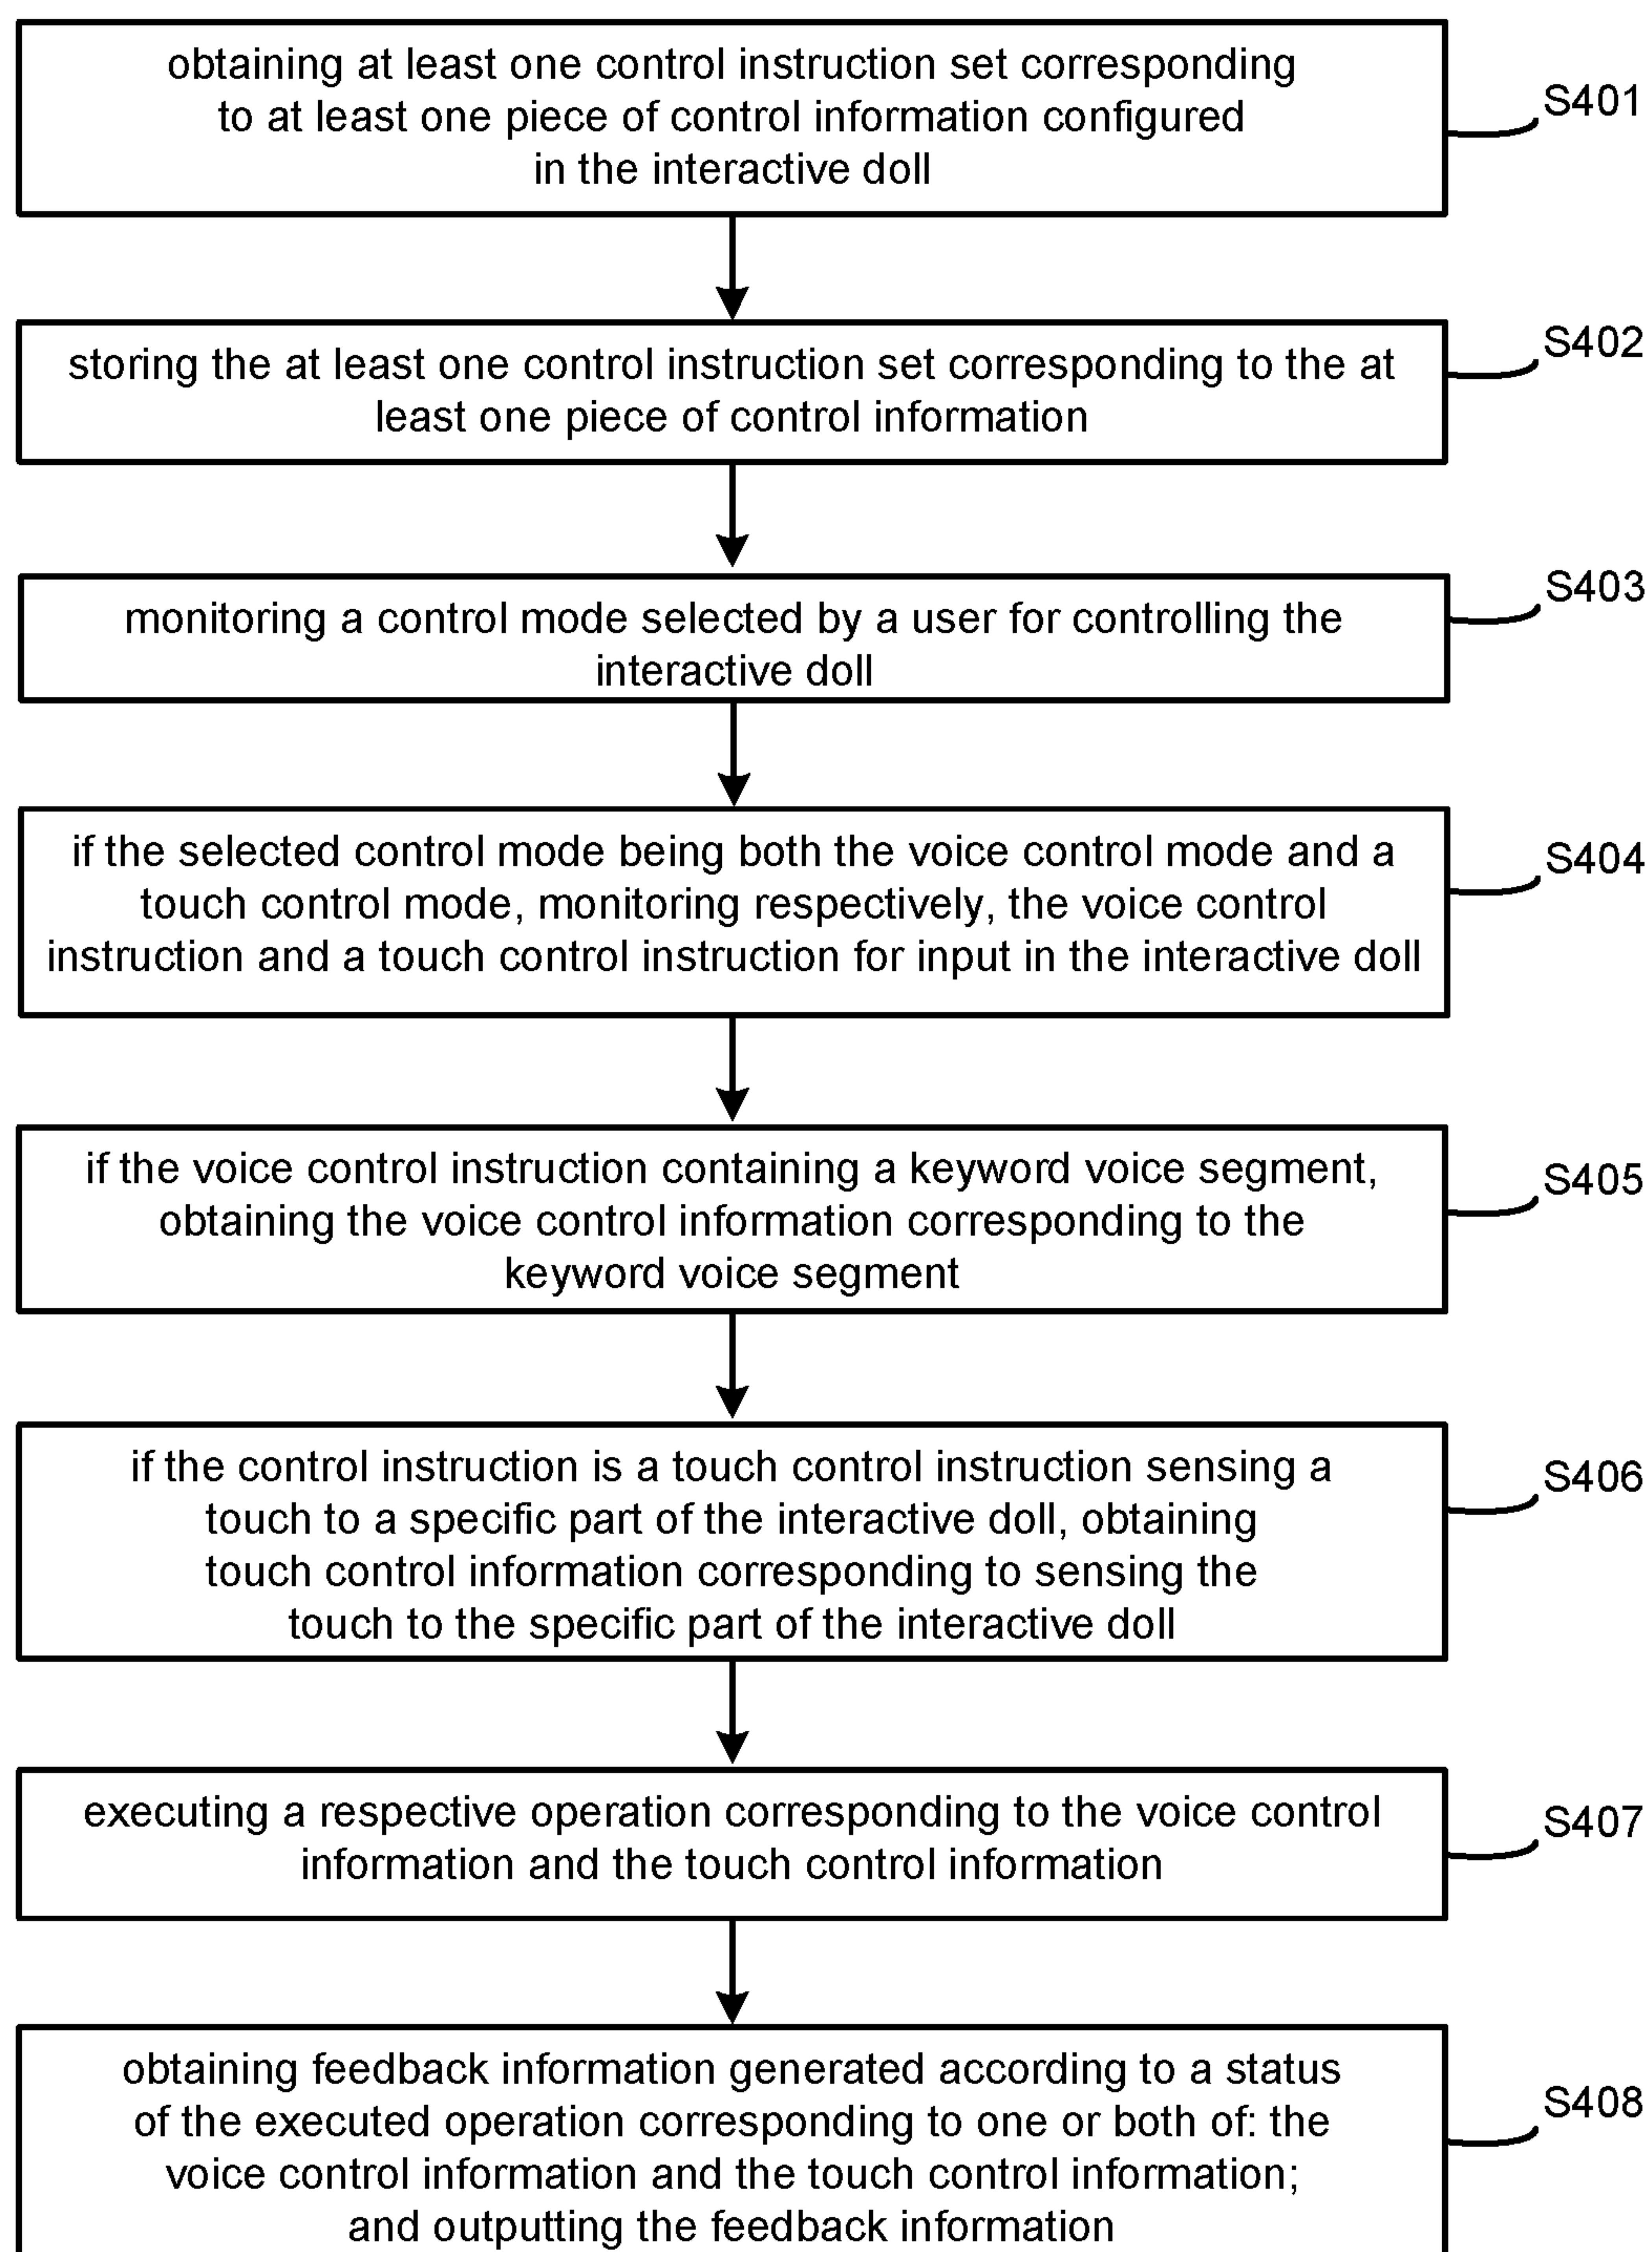 obtaining at least one control instruction set corresponding
to at least one piece of control information configured
in the interactive doll
S401
storing the at least one control instruction set corresponding to the at
least one piece of control information
S402
monitoring a control mode selected by a user for controlling the
interactive doll
S403
if the selected control mode being both the voice control mode and a
touch control mode, monitoring respectively, the voice control
instruction and a touch control instruction for input in the interactive doll
S404
if the voice control instruction containing a keyword voice segment,
obtaining the voice control information corresponding to the
keyword voice segment
S405
if the control instruction is a touch control instruction sensing a
touch to a specific part of the interactive doll, obtaining
touch control information corresponding to sensing the
touch to the specific part of the interactive doll
S406
executing a respective operation corresponding to the voice control
information and the touch control information
S407
obtaining feedback information generated according to a status
of the executed operation corresponding to one or both of: the
voice control information and the touch control information;
and outputting the feedback information
S408